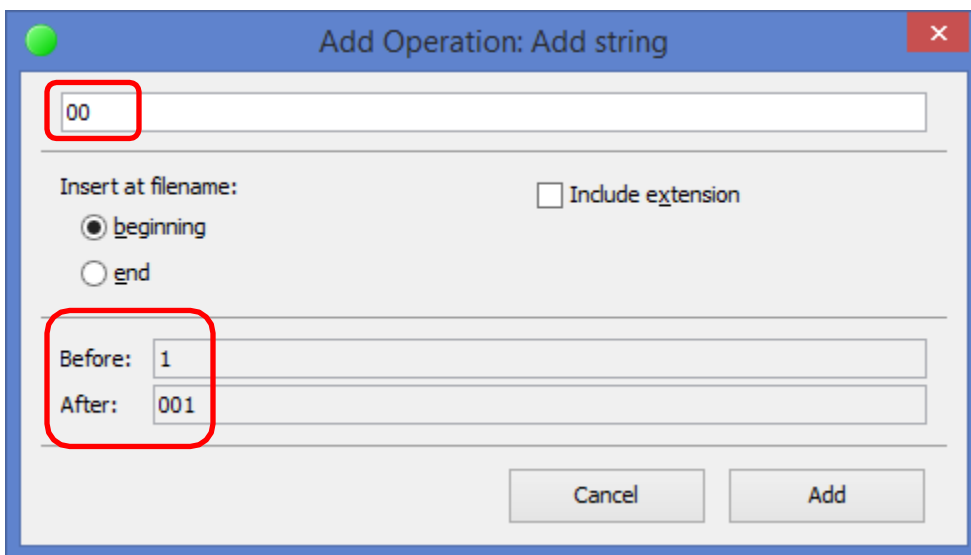 Add Operation: Add string
00
Insert at filename:
Include extension
beginning
end
Before: 1
After: 001
Cancel
Add